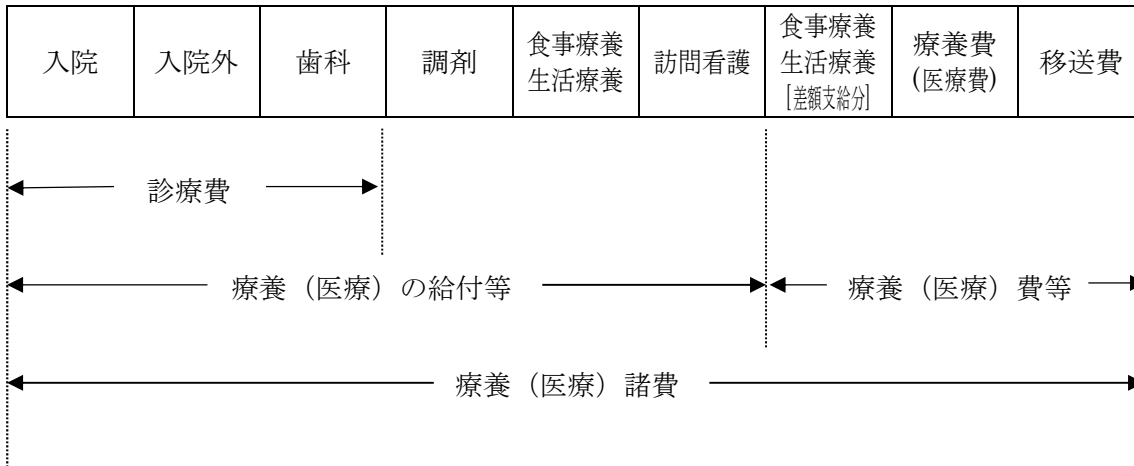 入院
入院外
歯科
調剤
食事療養
生活療養
訪問看護
食事療養
生活療養
[差額支給分]
療養費
(医療費)
移送費
診療費
療養（医療）の給付等
療養（医療）費等
療養（医療）諸費